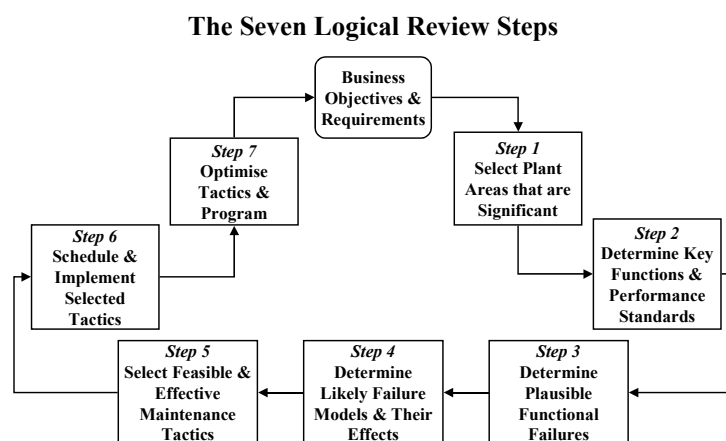 The Seven Logical Review Steps
Business
Objectives &
Requirements
Step 1
Select Plant
Areas that are
Significant
Step 2
Determine Key
Functions &
Performance
Standards
Step 3
Determine
Plausible
Functional
Failures
Step 4
Determine
Likely Failure
Models & Their
Effects
Step 5
Select Feasible &
Effective
Maintenance
Tactics
Step 6
Schedule &
Implement
Selected
Tactics
Step 7
Optimise
Tactics &
Program